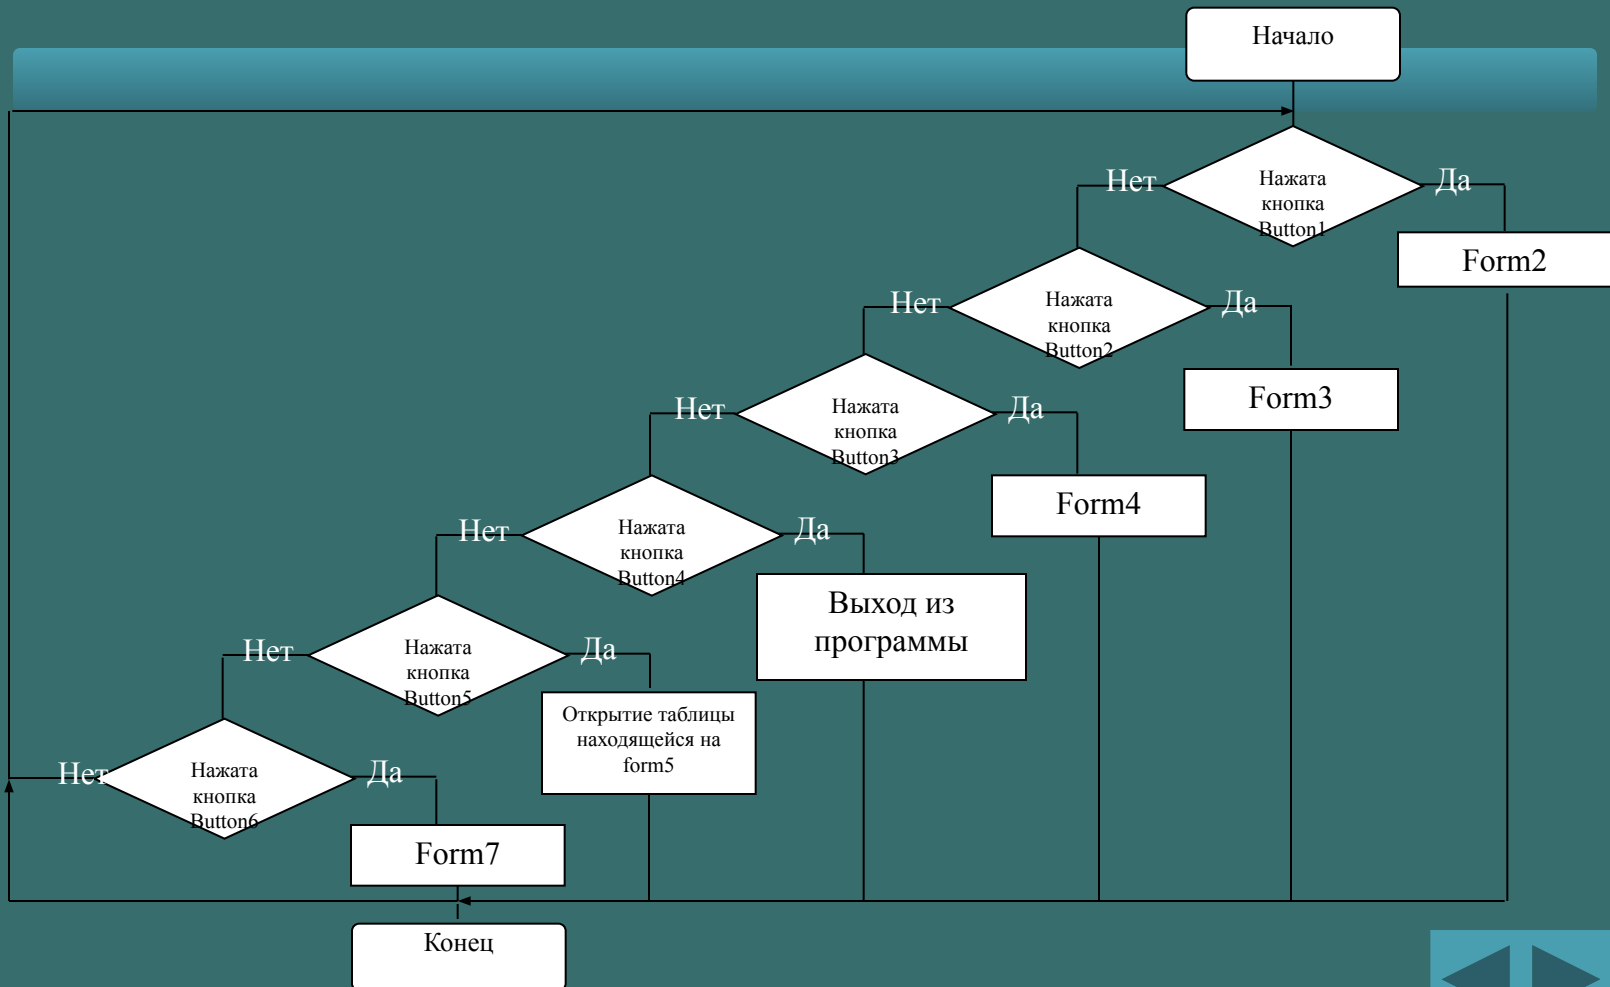 Начало
Нажата
кнопка
Button1
Нет
Да
Form2
Нажата
кнопка
Button2
Нет
Да
Form3
Нажата
кнопка
Button3
Нет
Да
Form4
Нажата
кнопка
Button4
Нет
Да
Выход из
программы
Нажата
кнопка
Button5
Нет
Да
Открытие таблицы
находящейся на
form5
Нажата
кнопка
Button6
Нет
Да
Form7
Конец